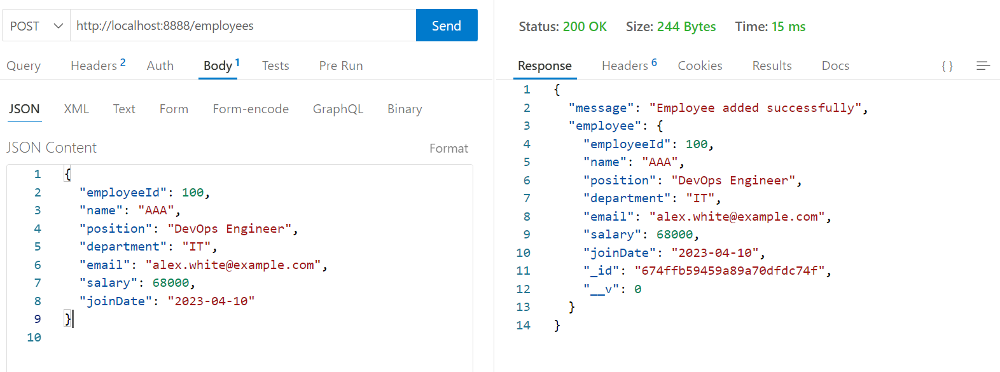 POST http://localhost:8888/employees Send
Query Headers 2 Auth Body 1 Tests Pre Run
JSON XML Text Form Form-encode GraphQL Binary
JSON Content Format
1 {
2 "employeeId": 100,
3 "name": "AAA",
4 "position": "DevOps Engineer",
5 "department": "IT",
6 "email": "alex.white@example.com",
7 "salary": 68000,
8 "joinDate": "2023-04-10"
9 }
10
Status: 200 OK Size: 244 Bytes Time: 15 ms
Response Headers 6 Cookies Results Docs { }
1 {
2 "message": "Employee added successfully",
3 "employee": {
4 "employeeId": 100,
5 "name": "AAA",
6 "position": "DevOps Engineer",
7 "department": "IT",
8 "email": "alex.white@example.com",
9 "salary": 68000,
10 "joinDate": "2023-04-10",
11 "_id": "674ffb59459a89a70dfdc74f",
12 "__v": 0
13 }
14 }